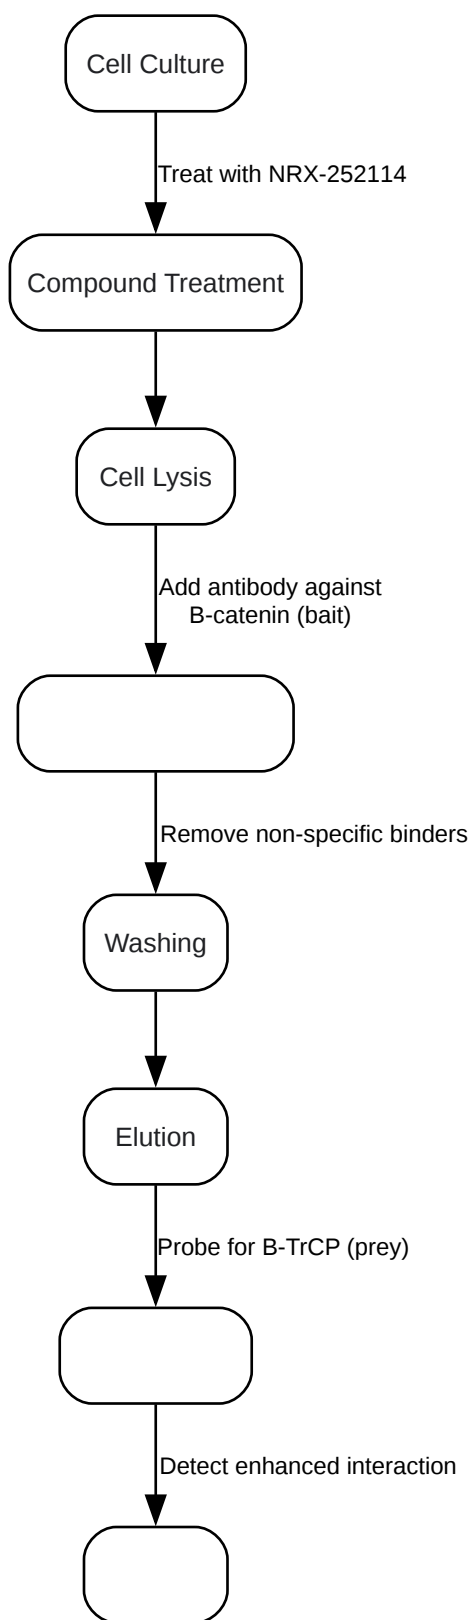 Cell Culture
Treat with NRX-252114
Compound Treatment
Cell Lysis
Add antibody against
B-catenin (bait)
Remove non-specific binders
Washing
Elution
Probe for B-TrCP (prey)
Detect enhanced interaction